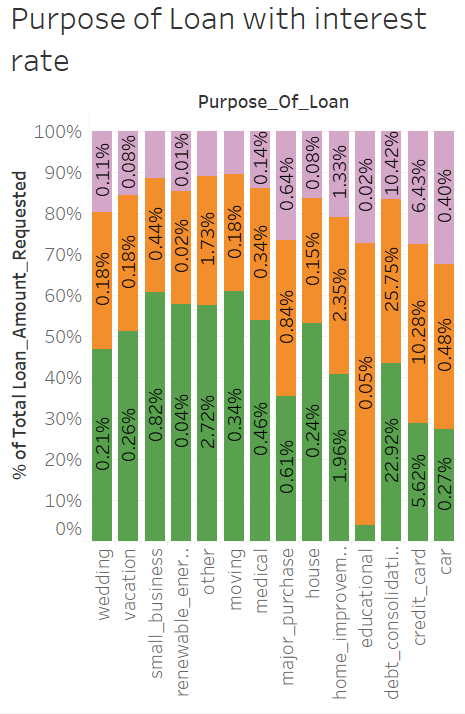 Purpose of Loan with interest
rate
Purpose_Of_Loan
% of Total Loan_Amount_Requested
100%
90%
80%
70%
60%
50%
40%
30%
20%
10%
0%
0.11%
0.18%
0.21%
0.08%
0.18%
0.26%
0.44%
0.82%
0.01%
0.02%
0.04%
1.73%
2.72%
0.18%
0.34%
0.14%
0.34%
0.46%
0.64%
0.84%
0.61%
0.08%
0.15%
0.24%
1.33%
2.35%
1.96%
0.02%
0.05%
10.42%
25.75%
22.92%
6.43%
10.28%
5.62%
0.40%
0.48%
0.27%
wedding
vacation
small_business
renewable_ener..
other
moving
medical
major_purchase
house
home_improvem..
educational
debt_consolidati..
credit_card
car